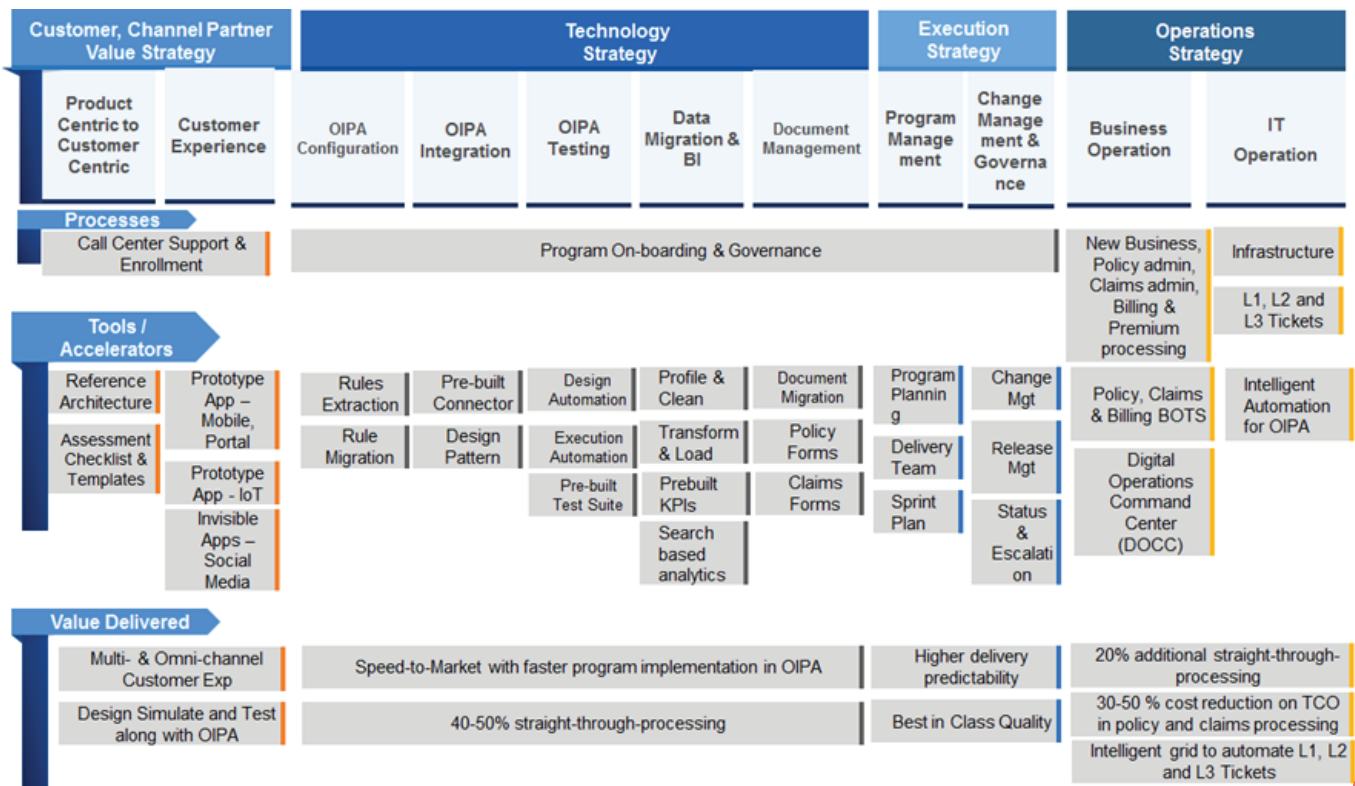 Customer, Channel Partner
Value Strategy
Technology
Strategy
Execution
Strategy
Operations
Strategy
Product
Centric to
Customer
Centric
Customer
Experience
OIPA
Configuration
OIPA
Integration
OIPA
Testing
Data
Migration &
BI
Document
Management
Program
Manage
ment
Change
Manage
ment &
Governa
nce
Business
Operation
IT
Operation
Processes
Call Center Support &
Enrollment
Program On-boarding & Governance
New Business,
Policy admin,
Claims admin,
Billing &
Premium
processing
Infrastructure
L1, L2 and
L3 Tickets
Tools /
Accelerators
Reference
Architecture
Assessment
Checklist &
Templates
Prototype
App –
Mobile,
Portal
Prototype
App - IoT
Invisible
Apps –
Social
Media
Rules
Extraction
Rule
Migration
Pre-built
Connector
Design
Pattern
Design
Automation
Execution
Automation
Pre-built
Test Suite
Profile &
Clean
Transform
& Load
Prebuilt
KPIs
Search
based
analytics
Document
Migration
Policy
Forms
Claims
Forms
Program
Plannin
g
Delivery
Team
Sprint
Plan
Change
Mgt
Release
Mgt
Status
&
Escalati
on
Policy, Claims
& Billing BOTS
Digital
Operations
Command
Center
(DOCC)
Intelligent
Automation
for OIPA
Value Delivered
Multi- & Omni-channel
Customer Exp
Design Simulate and Test
along with OIPA
Speed-to-Market with faster program implementation in OIPA
40-50% straight-through-processing
Higher delivery
predictability
Best in Class Quality
20% additional straight-through-
processing
30-50 % cost reduction on TCO
in policy and claims processing
Intelligent grid to automate L1, L2
and L3 Tickets